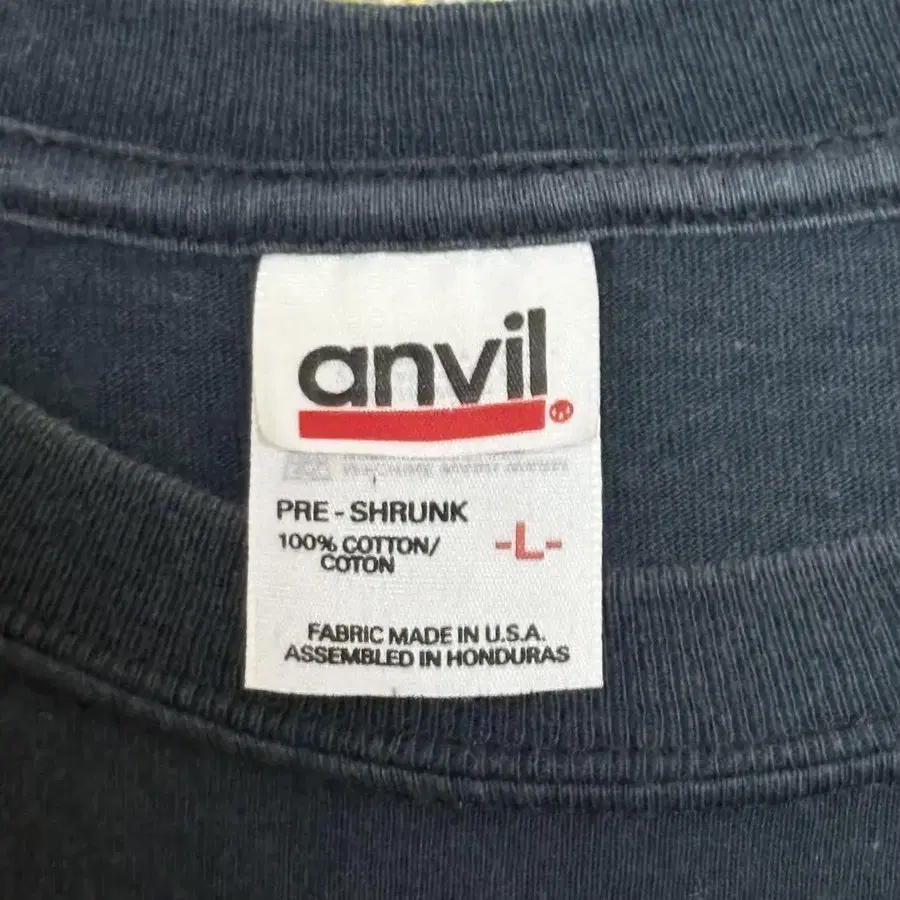 anvil®
PRE - SHRUNK
100% COTTON/
COTON
-L-
FABRIC MADE IN U.S.A.
ASSEMBLED IN HONDURAS